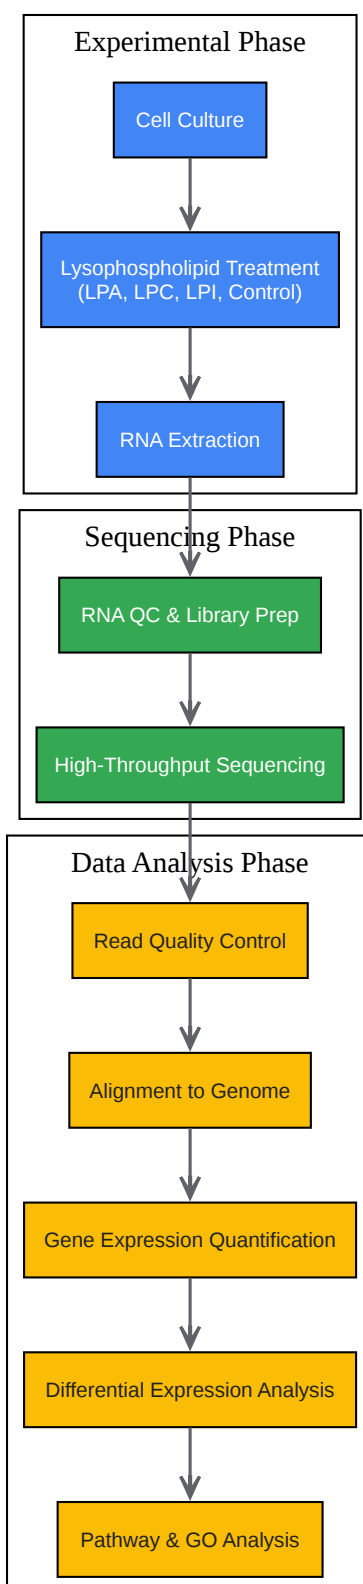 Experimental Phase
Cell Culture
Lysophospholipid Treatment
(LPA, LPC, LPI, Control)
RNA Extraction
Sequencing Phase
RNA QC & Library Prep
High-Throughput Sequencing
Data Analysis Phase
Read Quality Control
Alignment to Genome
Gene Expression Quantification
Differential Expression Analysis
Pathway & GO Analysis